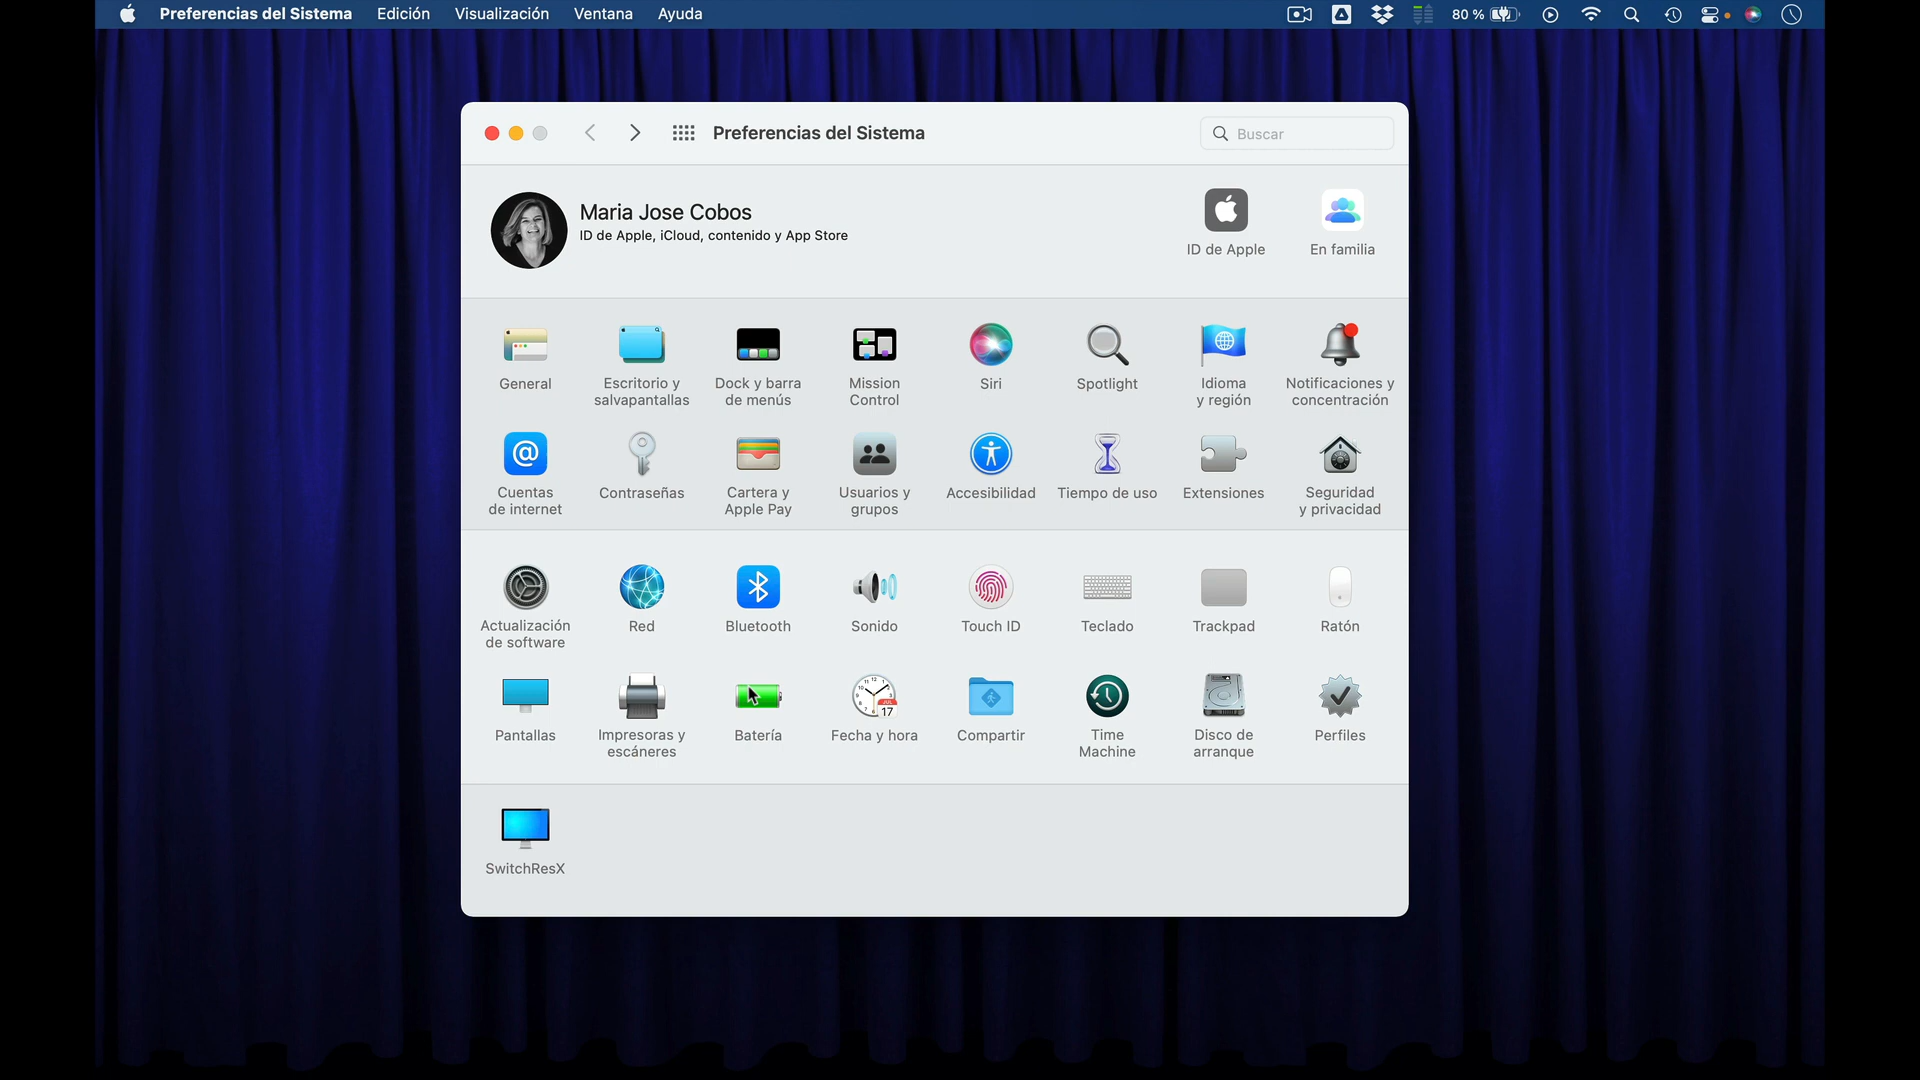 Preferencias del Sistema Edición Visualización Ventana Ayuda 80 %
Preferencias del Sistema Buscar
Maria Jose Cobos
ID de Apple, iCloud, contenido y App Store
ID de Apple En familia
General
Escritorio y
salvapantallas
Dock y barra
de menús
Mission
Control
Siri
Spotlight
Idioma
y región
Notificaciones y
concentración
Cuentas
de internet
Contraseñas
Cartera y
Apple Pay
Usuarios y
grupos
Accesibilidad
Tiempo de uso
Extensiones
Seguridad
y privacidad
Actualización
de software
Red
Bluetooth
Sonido
Touch ID
Teclado
Trackpad
Ratón
Pantallas
Impresoras y
escáneres
Batería
JUL
17
Fecha y hora
Compartir
Time
Machine
Disco de
arranque
Perfiles
SwitchResX